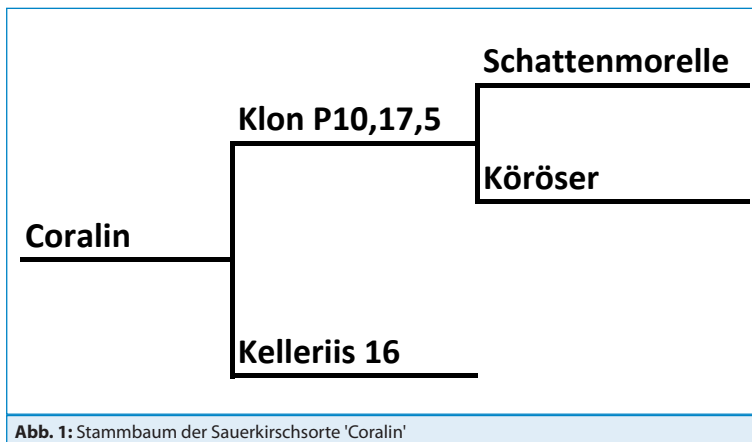 Schattenmorelle
Klon P10,17,5
Köröser
Coralin
Kelleriis 16
Abb. 1: Stammbaum der Sauerkirschsorte 'Coralin'